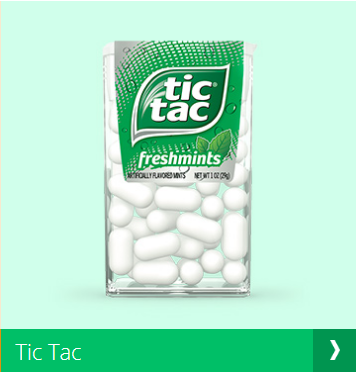 tic
tac
freshmints
ARTIFICIALLY FLAVORED MINTS NET WT 1 OZ (29g)
Tic Tac